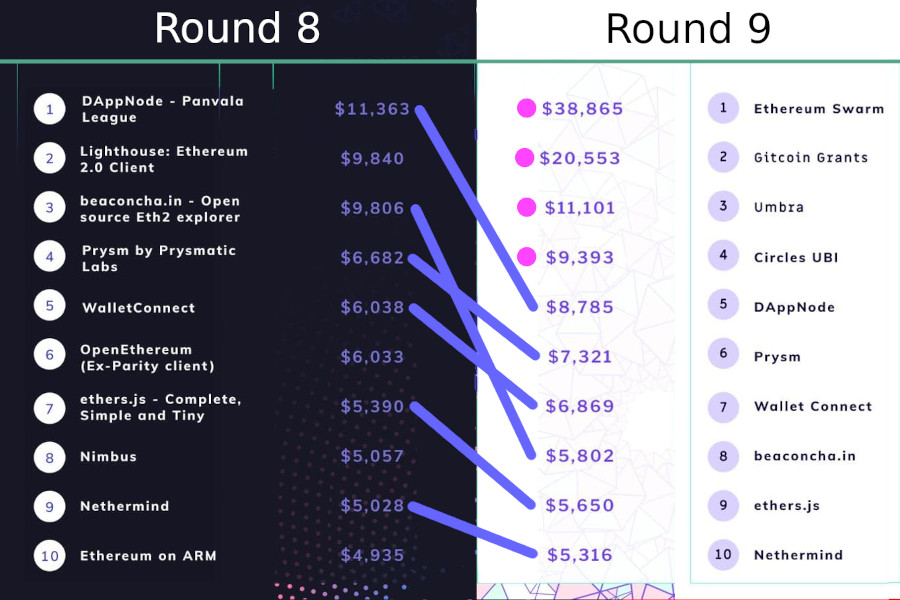 Round 8
1
DAppNode - Panvala
League
$11,363
2
Lighthouse: Ethereum
2.0 Client
$9,840
3
beaconcha.in - Open
source Eth2 explorer
$9,806
4
Prysm by Prysmatic
Labs
$6,682
5
WalletConnect
$6,038
6
OpenEthereum
(Ex-Parity client)
$6,033
7
ethers.js - Complete,
Simple and Tiny
$5,390
8
Nimbus
$5,057
9
Nethermind
$5,028
10
Ethereum on ARM
$4,935
Round 9
$38,865
1
Ethereum Swarm
$20,553
2
Gitcoin Grants
$11,101
3
Umbra
$9,393
4
Circles UBI
$8,785
5
DAppNode
$7,321
6
Prysm
$6,869
7
Wallet Connect
$5,802
8
beaconcha.in
$5,650
9
ethers.js
$5,316
10
Nethermind